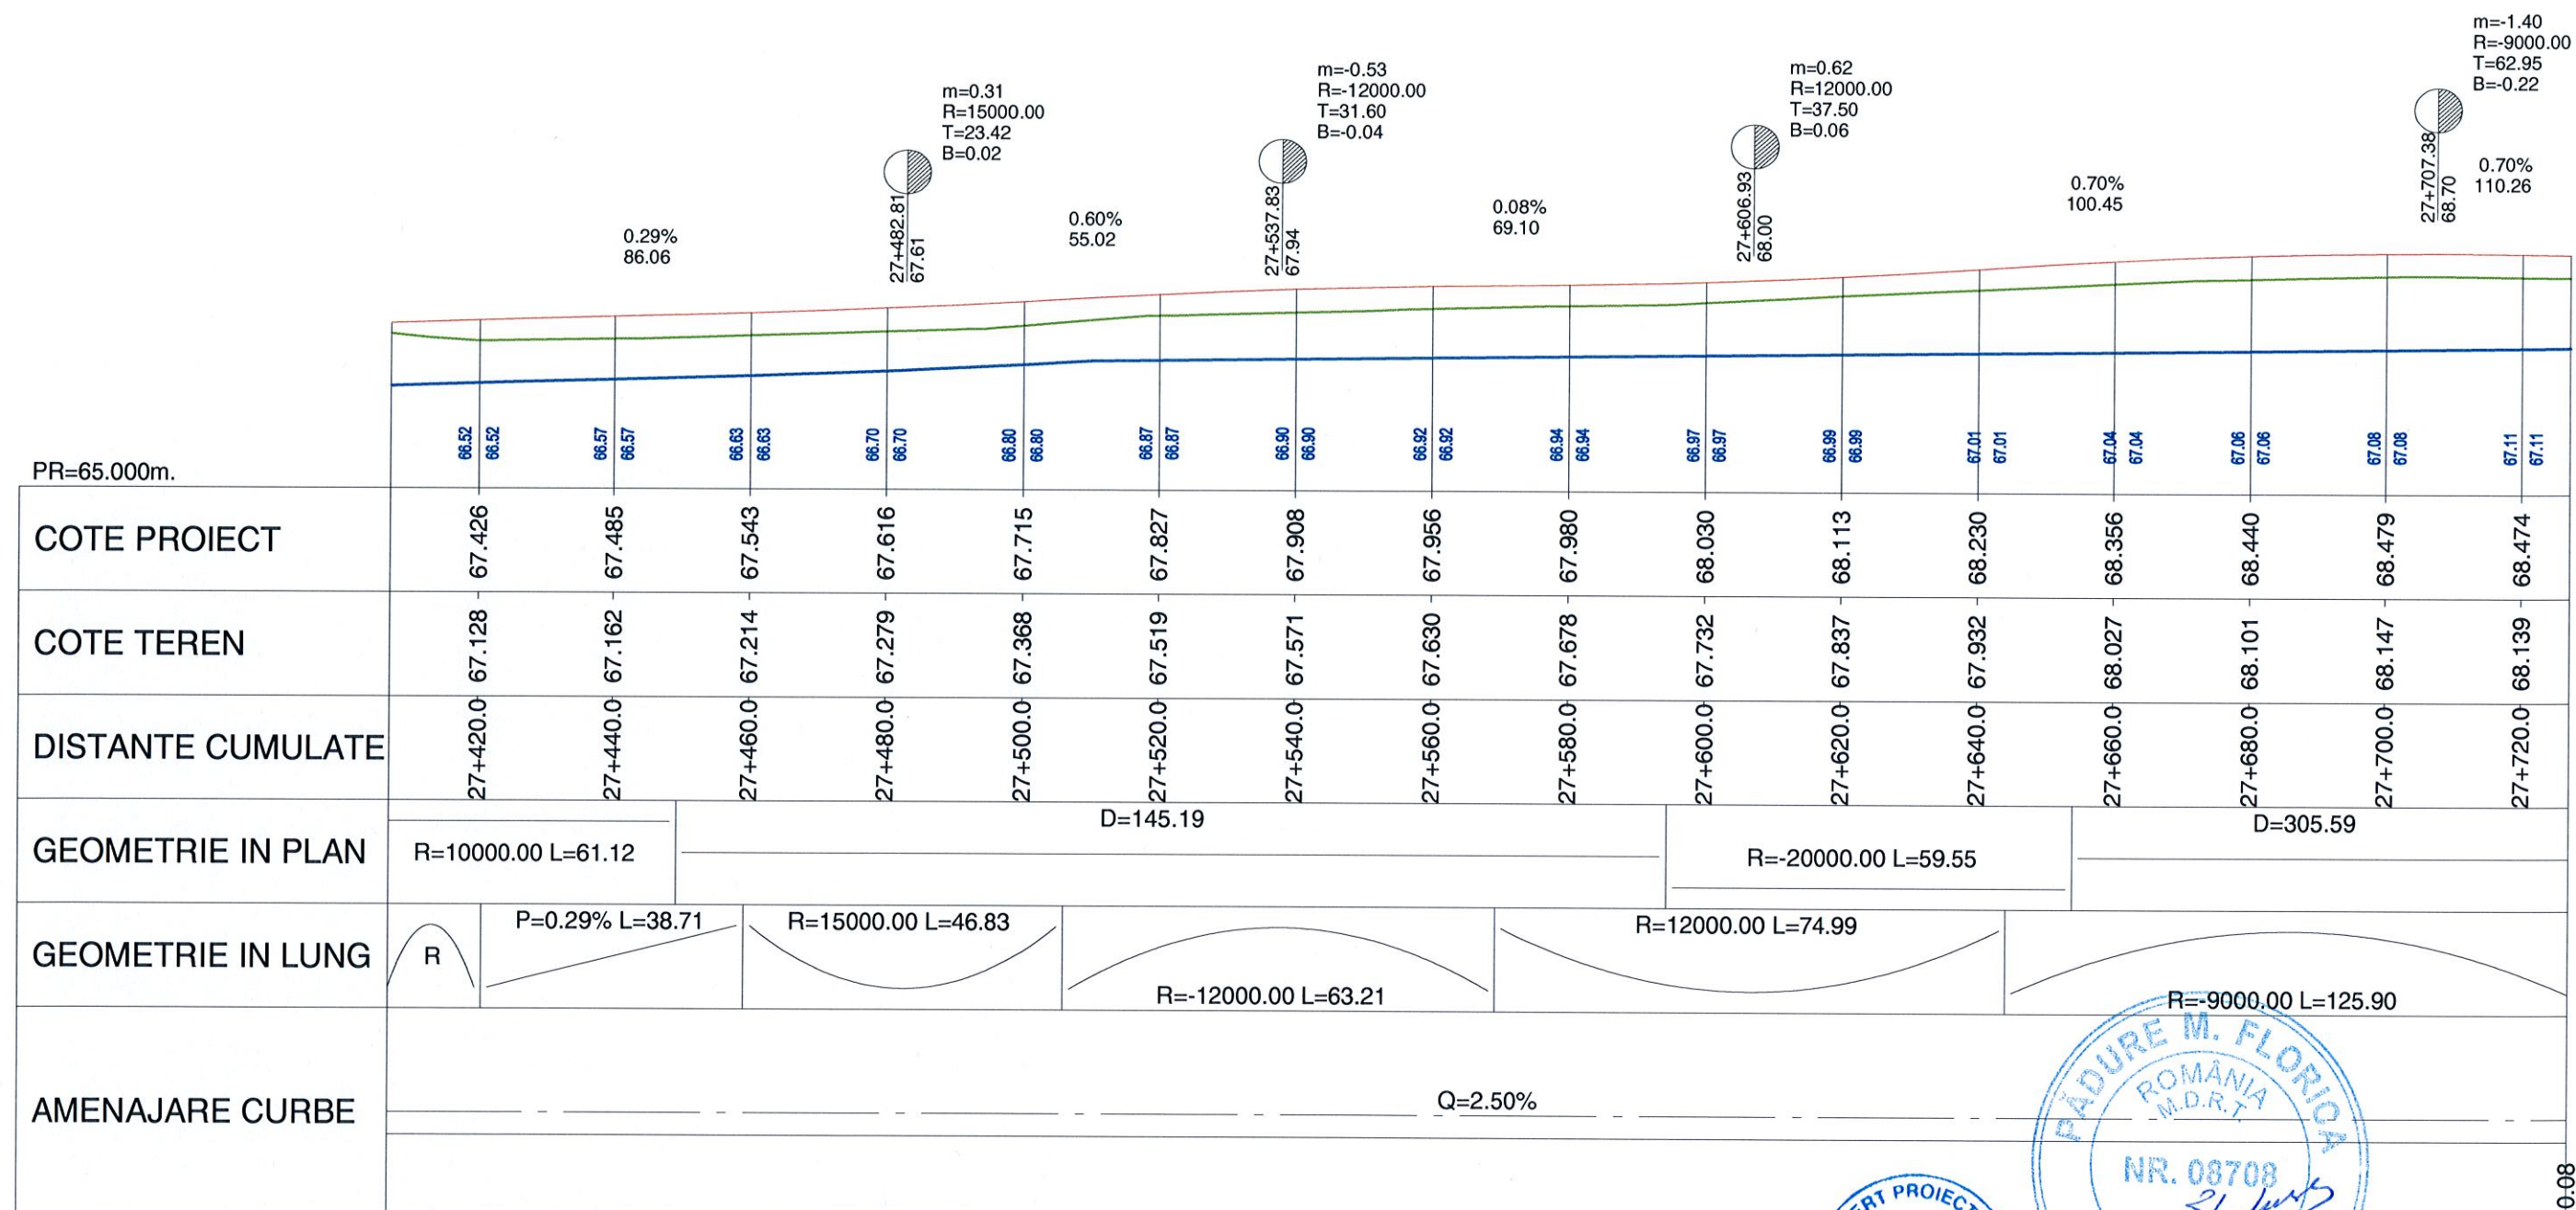 m=0.31
R=15000.00
T=23.42
B=0.02
m=-0.53
R=-12000.00
T=31.60
B=-0.04
m=0.62
R=12000.00
T=37.50
B=0.06
m=-1.40
R=-9000.00
T=62.95
B=-0.22
0.29%
86.06
27+482.81
67.61
0.60%
55.02
27+537.83
67.94
0.08%
69.10
27+606.93
68.00
0.70%
100.45
27+707.38
68.70
0.70%
110.26
66.52 66.52 66.57 66.57 66.63 66.63 66.70 66.70 66.80 66.80 66.87 66.87 66.90 66.90 66.92 66.92 66.94 66.94 66.97 66.97 66.99 66.99 67.01 67.01 67.04 67.04 67.06 67.06 67.08 67.08 67.11 67.11
PR=65.000m.
COTE PROIECT 67.426 67.485 67.543 67.616 67.715 67.827 67.908 67.956 67.980 68.030 68.113 68.230 68.356 68.440 68.479 68.474
COTE TEREN 67.128 67.162 67.214 67.279 67.368 67.519 67.571 67.630 67.678 67.732 67.837 67.932 68.027 68.101 68.147 68.139
DISTANTE CUMULATE 27+420.0 27+440.0 27+460.0 27+480.0 27+500.0 27+520.0 27+540.0 27+560.0 27+580.0 27+600.0 27+620.0 27+640.0 27+660.0 27+680.0 27+700.0 27+720.0
GEOMETRIE IN PLAN R=10000.00 L=61.12 D=145.19 R=-20000.00 L=59.55 D=305.59
GEOMETRIE IN LUNG R P=0.29% L=38.71 R=15000.00 L=46.83 R=-12000.00 L=63.21 R=12000.00 L=74.99 R=-9000.00 L=125.90
AMENAJARE CURBE Q=2.50%
PĂDURE M. FLORICA
ROMÂNIA
M.D.R.T.
NR. 08708
PROIECT
0.08